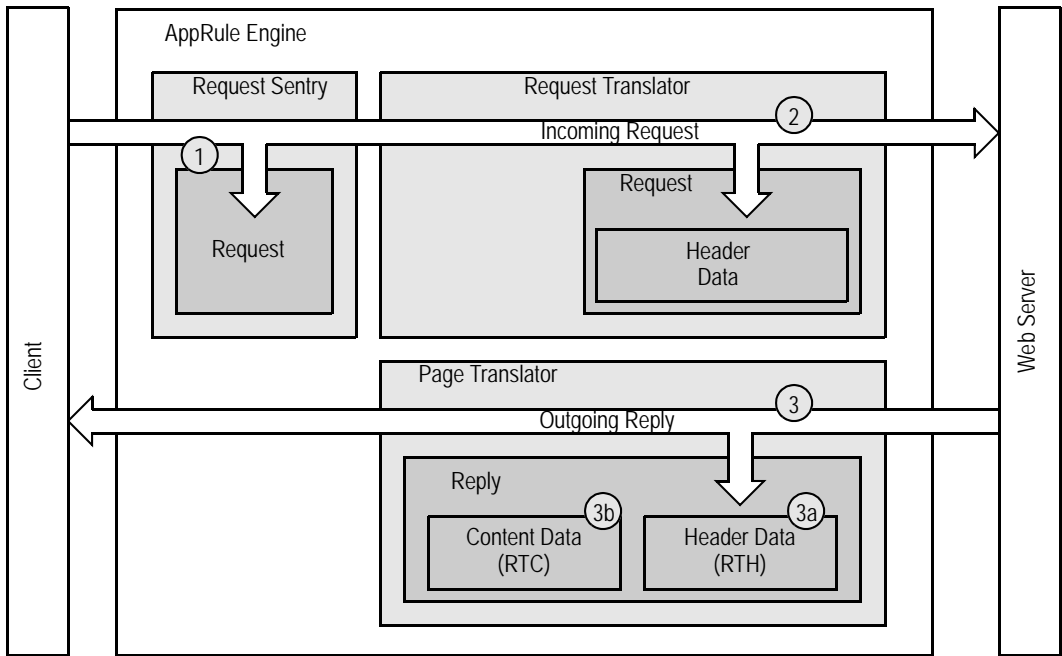 AppRule Engine
Request Sentry
Request Translator
2
Incoming Request
1
Request
Request
Header
Data
Client
Web Server
Page Translator
3
Outgoing Reply
Reply
3b
3a
Content Data
(RTC)
Header Data
(RTH)